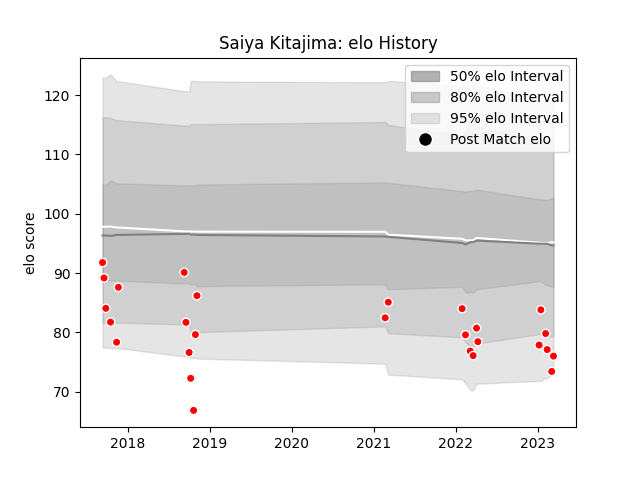 Saiya Kitajima: elo History
elo score
120
110
100
90
80
70
50% elo Interval
80% elo Interval
95% elo Interval
Post Match elo
2018
2019
2020
2021
2022
2023